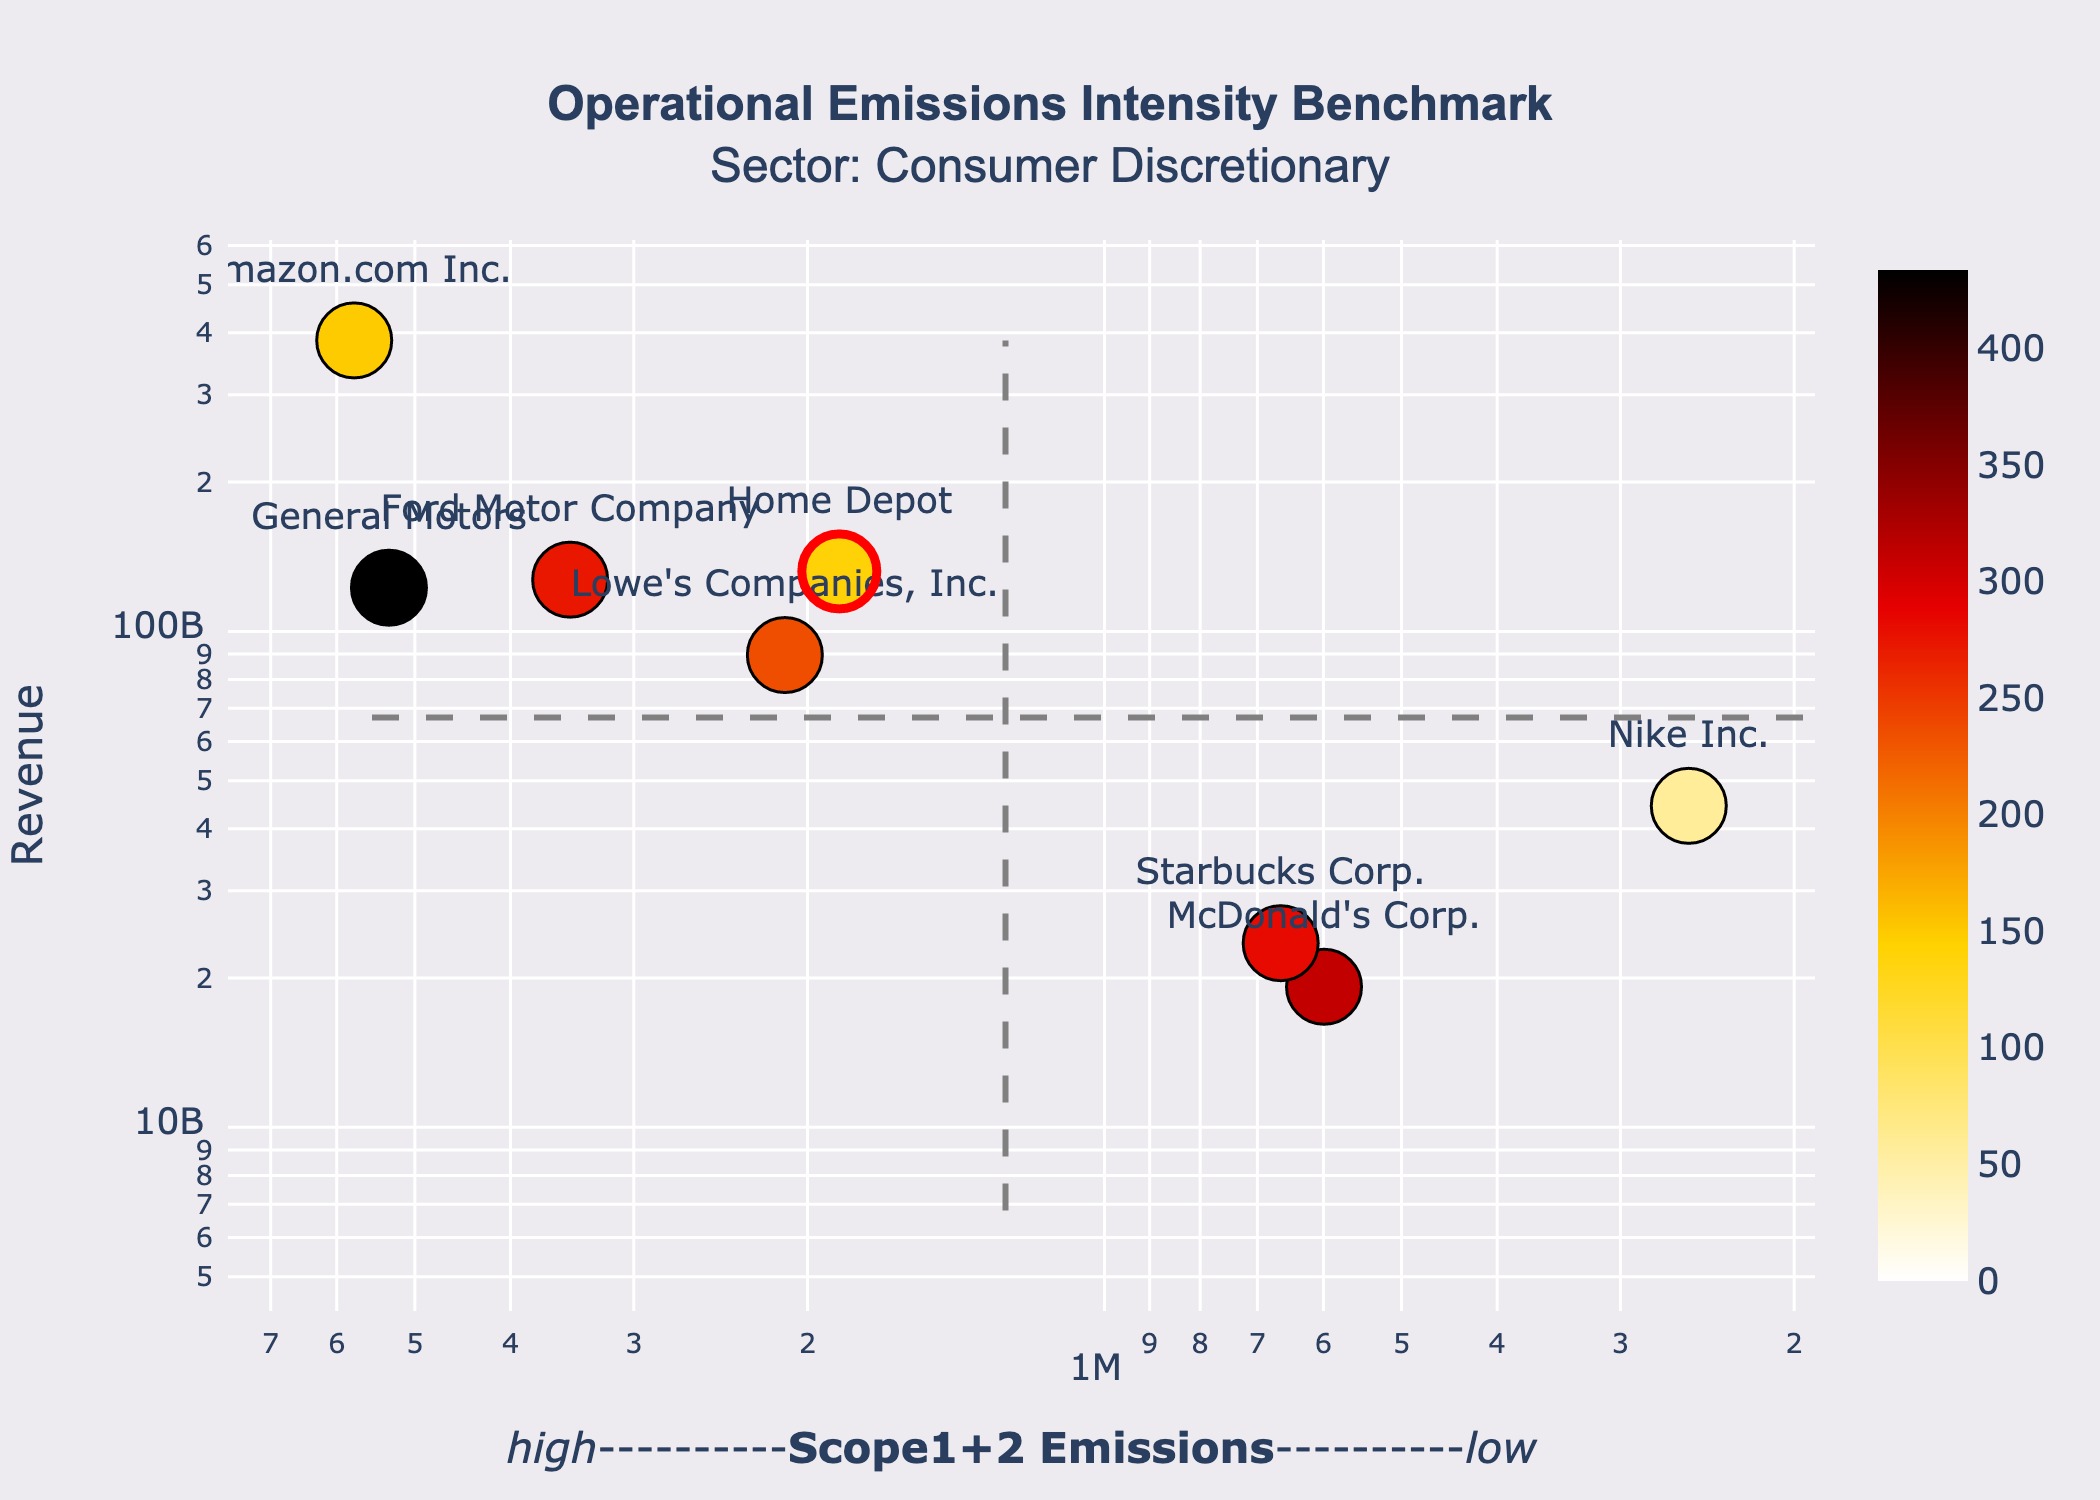 Operational Emissions Intensity Benchmark
Sector: Consumer Discretionary
6
5
4
3
2
100B
9
8
7
6
5
4
3
2
10B
9
8
7
6
5
Revenue
mazon.com Inc.
General Motors
Ford Motor Company
Home Depot
Lowe's Companies, Inc.
Nike Inc.
Starbucks Corp.
McDonald's Corp.
400
350
300
250
200
150
100
50
0
7 6 5 4 3 2 1M 9 8 7 6 5 4 3 2
high----------Scope1+2 Emissions----------low